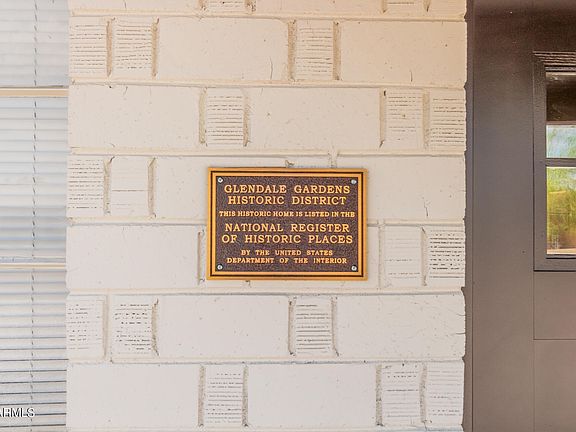 GLENDALE GARDENS
HISTORIC DISTRICT
THIS HISTORIC HOME IS LISTED IN THE
NATIONAL REGISTER
OF HISTORIC PLACES
BY THE UNITED STATES
DEPARTMENT OF THE INTERIOR
ARMLS